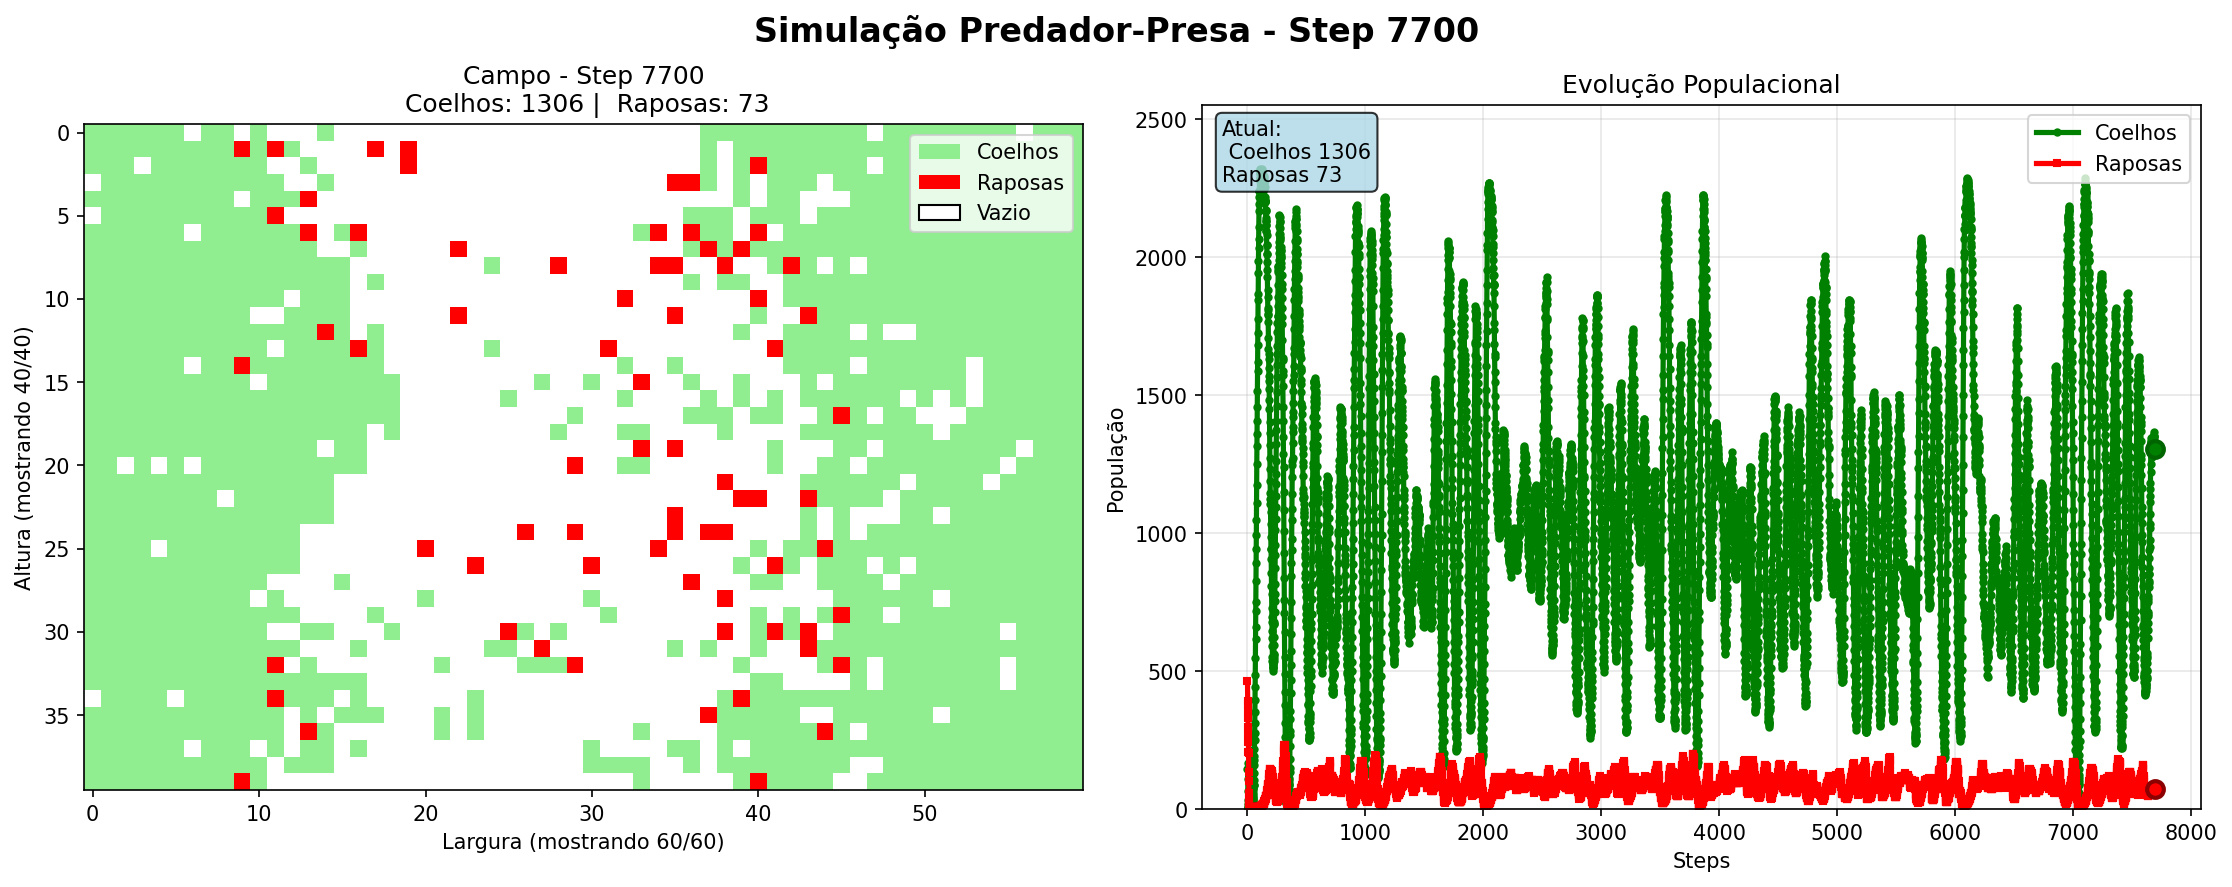 Simulação Predador-Presa - Step 7700
Campo - Step 7700
Coelhos: 1306 |  Raposas: 73
Coelhos
Raposas
Vazio
0
5
10
15
20
25
30
35
Altura (mostrando 40/40)
0
10
20
30
40
50
Largura (mostrando 60/60)
Evolução Populacional
Atual:
Coelhos 1306
Raposas 73
Coelhos
Raposas
2500
2000
1500
1000
500
0
População
0
1000
2000
3000
4000
5000
6000
7000
8000
Steps